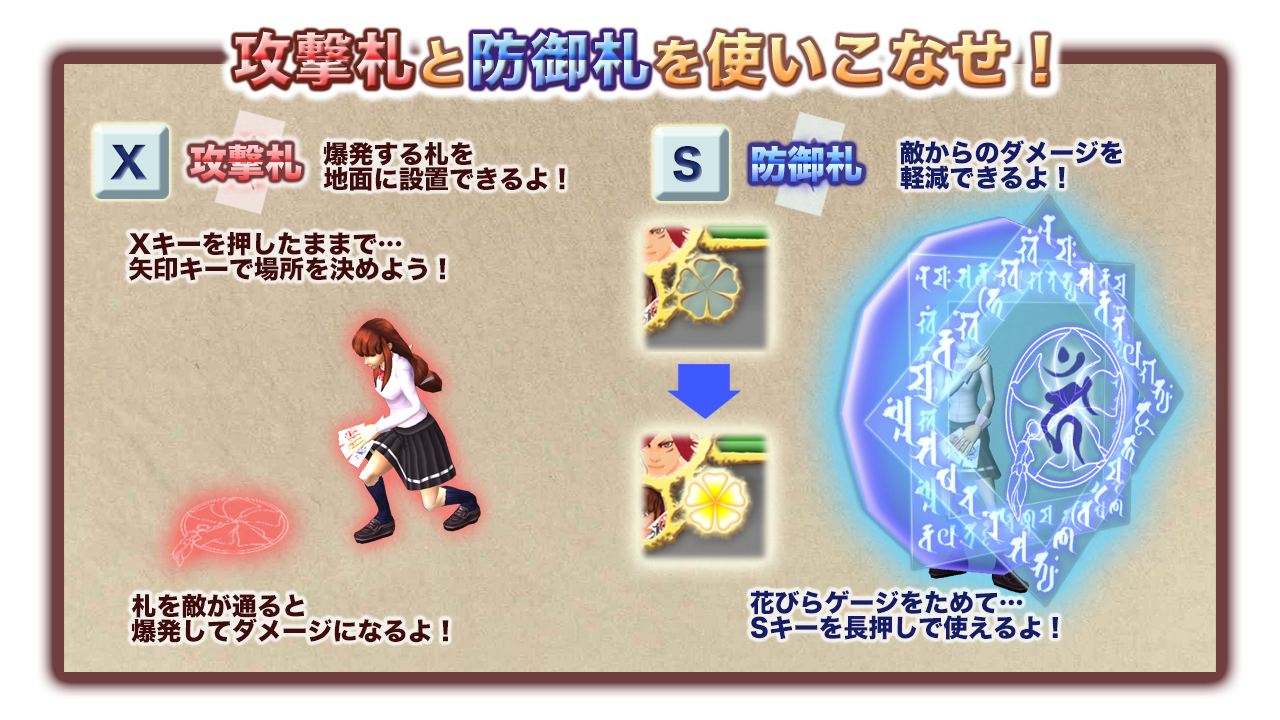 攻撃札と防御札を使いこなせ！
X
攻撃札
爆発する札を
地面に設置できるよ！
Xキーを押したままで…
矢印キーで場所を決めよう！
札を敵が通ると
爆発してダメージになるよ！
S
防御札
敵からのダメージを
軽減できるよ！
花びらゲージをためて…
Sキーを長押しで使えるよ！